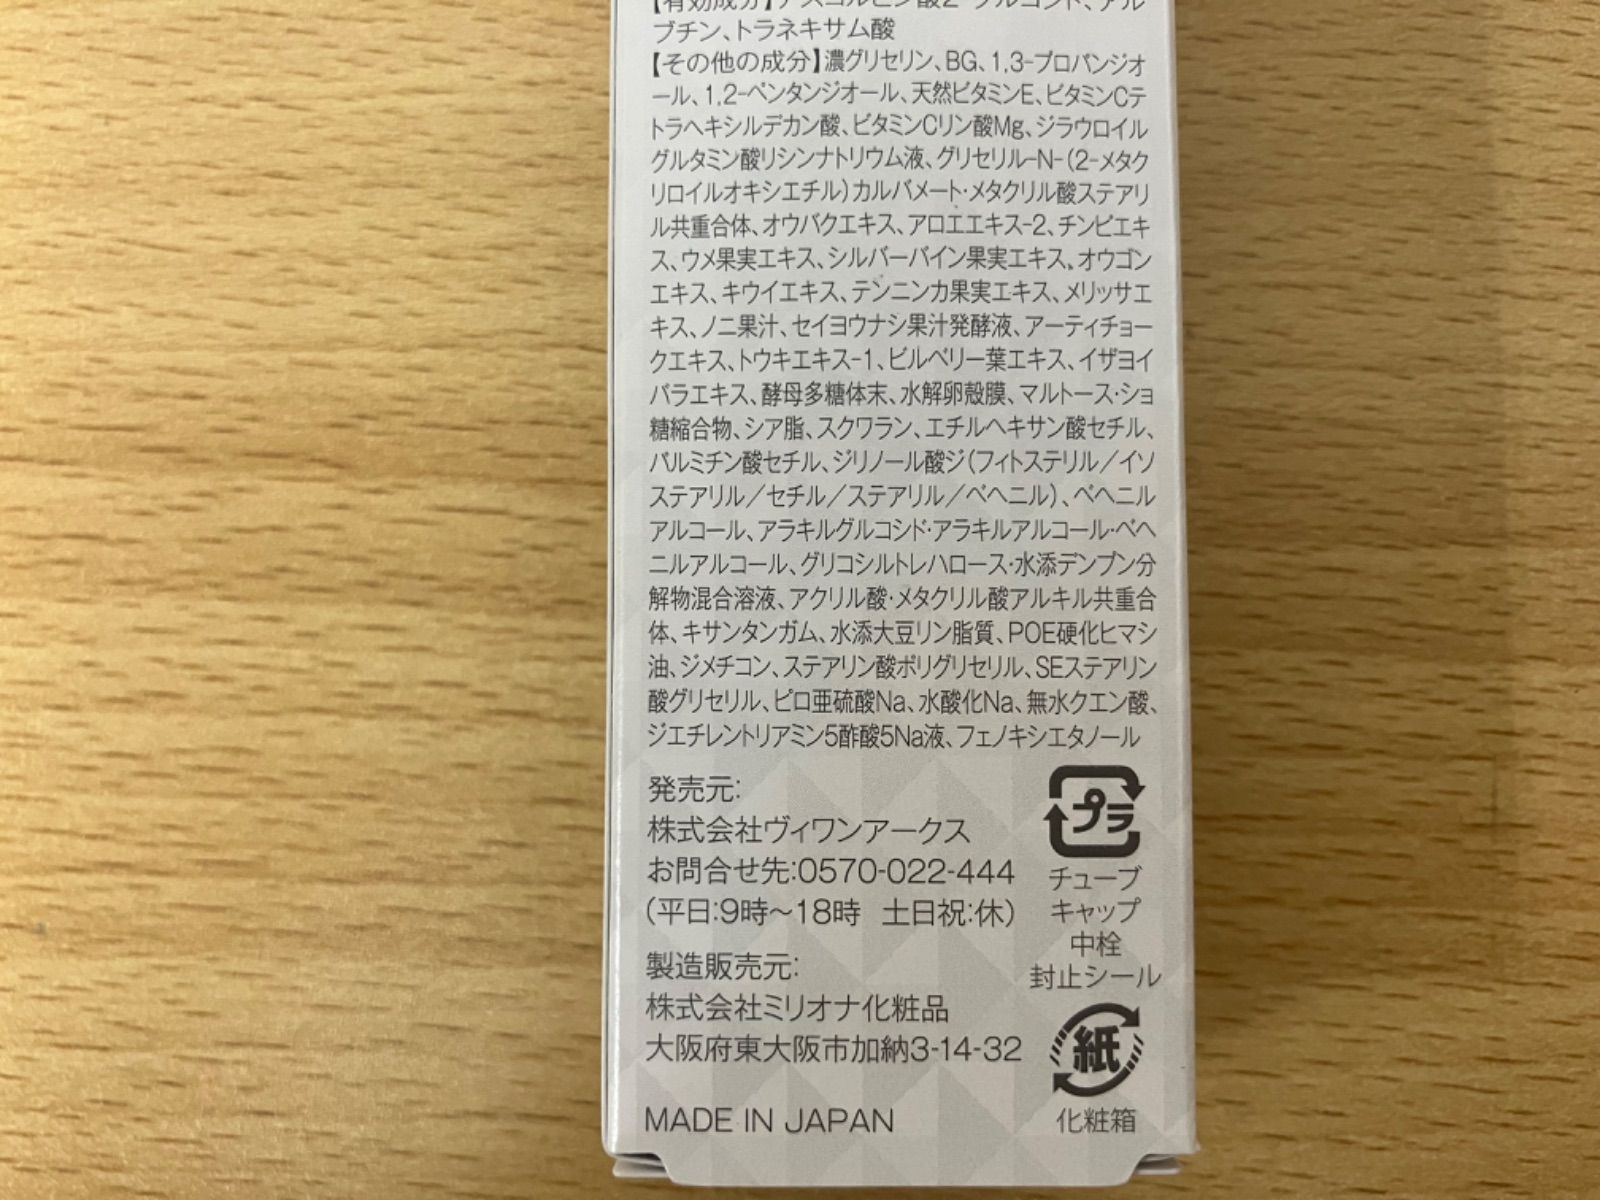 【有効成分】アスコルビン酸2-グルコシド、アル
ブチン、トラネキサム酸
【その他の成分】濃グリセリン、BG、1,3-プロパンジオ
ール、1,2-ペンタンジオール、天然ビタミンE、ビタミンCテ
トラヘキシルデカン酸、ビタミンCリン酸Mg、ジラウロイル
グルタミン酸リシンナトリウム液、グリセリル-N-(2-メタク
リロイルオキシエチル)カルバメート・メタクリル酸ステアリ
ル共重合体、オウバクエキス、アロエエキス-2、チンピエキ
ス、ウメ果実エキス、シルバーバイン果実エキス、オウゴン
エキス、キウイエキス、テンニンカ果実エキス、メリッサエ
キス、ノニ果汁、セイヨウナシ果汁発酵液、アーティチョー
クエキス、トウキエキス-1、ビルベリー葉エキス、イザヨイ
バラエキス、酵母多糖体末、水解卵殻膜、マルトース・ショ
糖縮合物、シア脂、スクワラン、エチルヘキサン酸セチル、
パルミチン酸セチル、ジリノール酸ジ(フィトステリル/イソ
ステアリル/セチル/ステアリル/ベヘニル)、ベヘニル
アルコール、アラキルグルコシド・アラキルアルコール・ベヘ
ニルアルコール、グリコシルトレハロース・水添デンプン分
解物混合溶液、アクリル酸・メタクリル酸アルキル共重合
体、キサンタンガム、水添大豆リン脂質、POE硬化ヒマシ
油、ジメチコン、ステアリン酸ポリグリセリル、SEステアリン
酸グリセリル、ピロ亜硫酸Na、水酸化Na、無水クエン酸、
ジエチレントリアミン5酢酸5Na液、フェノキシエタノール
発売元:
株式会社ヴィワンアークス
お問合せ先:0570-022-444
(平日:9時〜18時 土日祝:休)
製造販売元:
株式会社ミリオナ化粧品
大阪府東大阪市加納3-14-32
MADE IN JAPAN
プラ
チューブ
キャップ
中栓
封止シール
紙
化粧箱